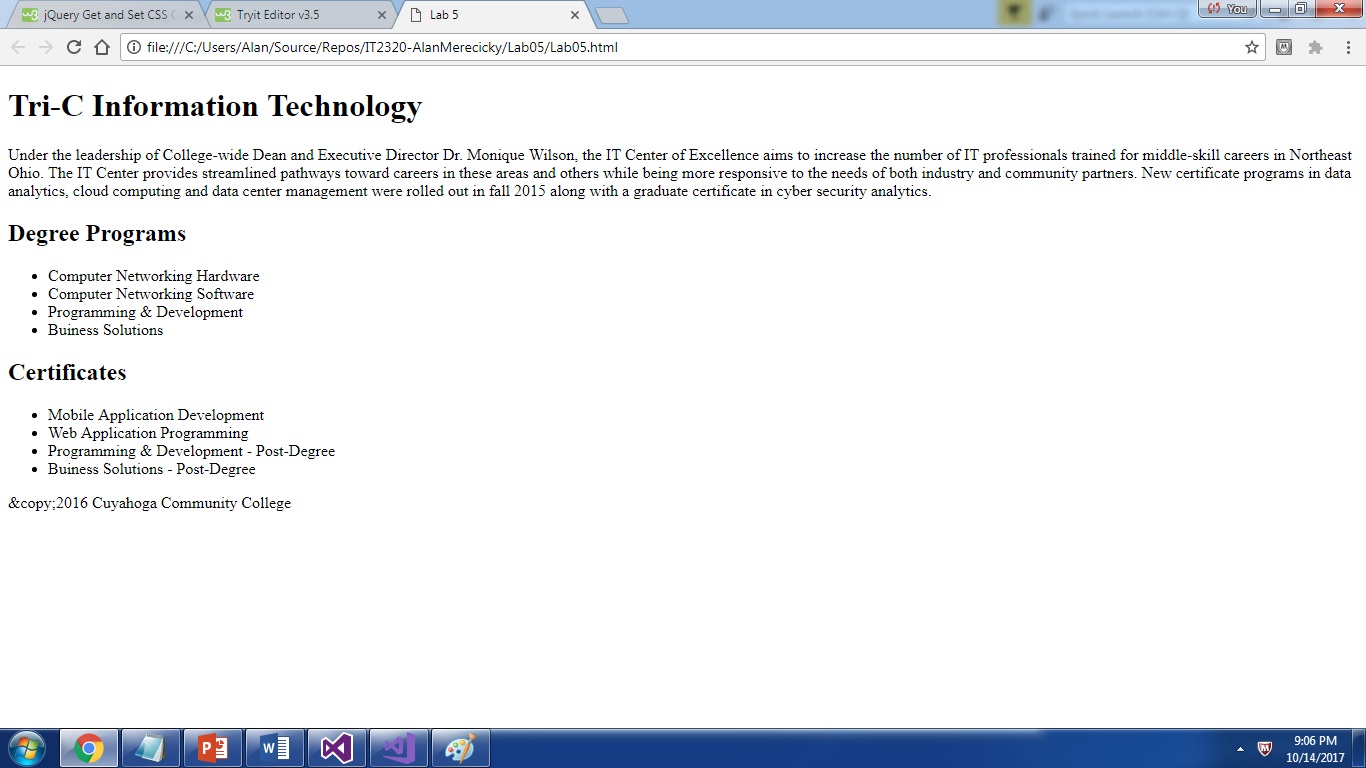 jQuery Get and Set CSS
Tryit Editor v3.5
Lab 5
You
file:///C:/Users/Alan/Source/Repos/IT2320-AlanMerecicky/Lab05/Lab05.html
Tri-C Information Technology
Under the leadership of College-wide Dean and Executive Director Dr. Monique Wilson, the IT Center of Excellence aims to increase the number of IT professionals trained for middle-skill careers in Northeast
Ohio. The IT Center provides streamlined pathways toward careers in these areas and others while being more responsive to the needs of both industry and community partners. New certificate programs in data
analytics, cloud computing and data center management were rolled out in fall 2015 along with a graduate certificate in cyber security analytics.
Degree Programs
Computer Networking Hardware
Computer Networking Software
Programming & Development
Buiness Solutions
Certificates
Mobile Application Development
Web Application Programming
Programming & Development - Post-Degree
Buiness Solutions - Post-Degree
&copy;2016 Cuyahoga Community College
9:06 PM
10/14/2017